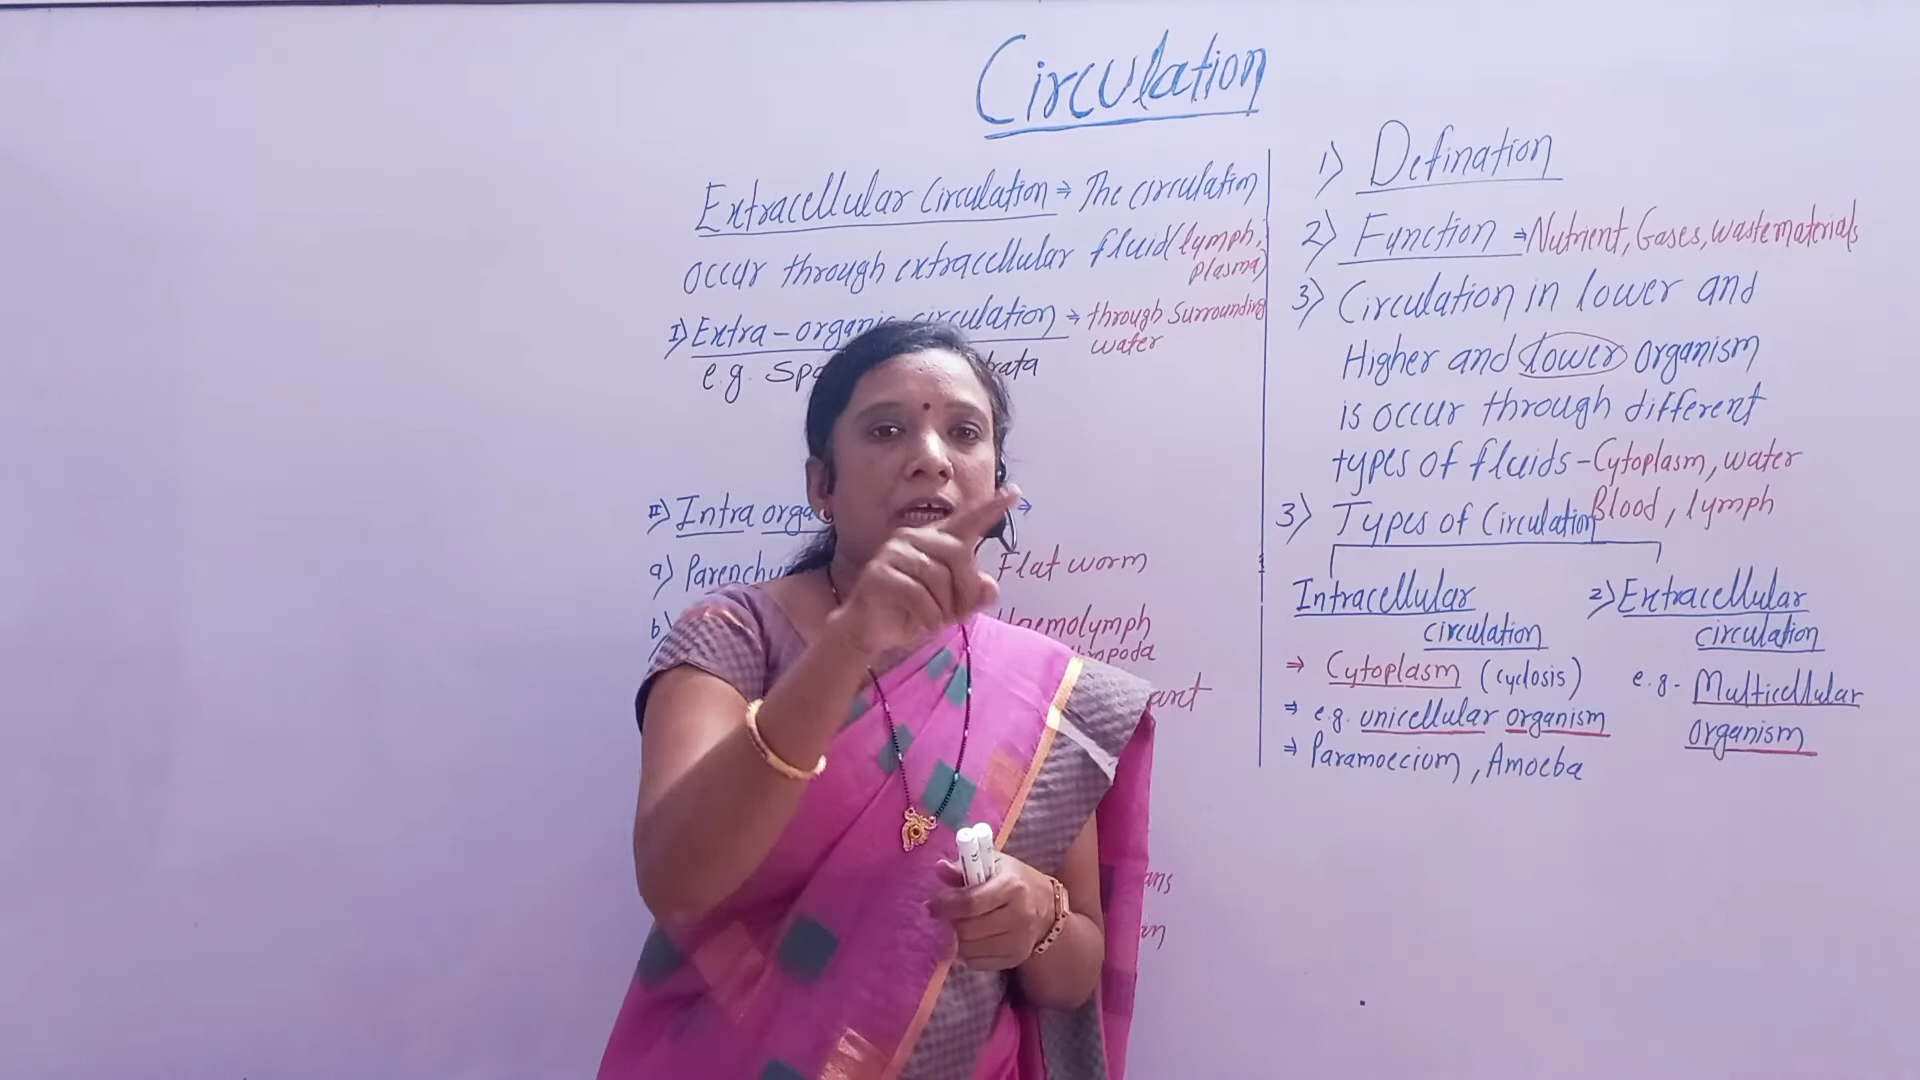 Circulation
Extracellular Circulation ⇒ The circulation
occur through extracellular fluid (lymph,
plasma)
I) Extra-organic circulation ⇒ through surrounding
water
e.g.
II) Intra
a)
Flat worm
b)
Haemolymph
1) Defination
2) Function ⇒ Nutrient, Gases, waste materials
3) Circulation in lower and
Higher and lower organism
is occur through different
types of fluids - Cytoplasm, water
Blood, lymph
3) Types of Circulation
Intracellular
circulation
⇒ Cytoplasm (cyclosis)
⇒ e.g. unicellular organism
⇒ Paramoecium, Amoeba
2) Extracellular
circulation
e.g. - Multicellular
organism